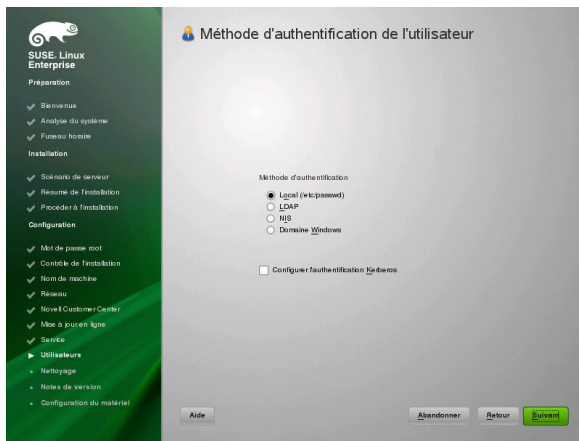 SUSE. Linux
Enterprise
Préparation
Bienvenue
Analyse du système
Fuseau horaire
Installation
Scénario de serveur
Résumé de l'installation
Procéder à l'installation
Configuration
Mot de passe root
Contrôle de l'installation
Nom de machine
Réseau
Novell Customer Center
Mise à jour en ligne
Service
Utilisateurs
Nettoyage
Notes de version
Configuration du matériel
Méthode d'authentification de l'utilisateur
Méthode d'authentification
Local (/etc/passwd)
LDAP
NIS
Domaine Windows
Configurer l'authentification Kerberos
Aide
Abandonner
Retour
Suivant